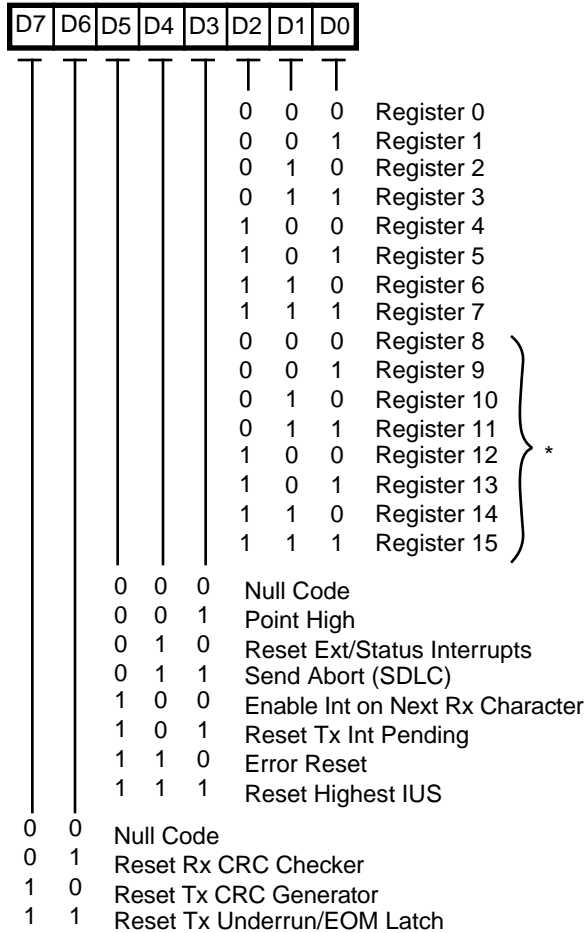 D7 D6 D5 D4 D3 D2 D1 D0
0 0 0 Register 0
0 0 1 Register 1
0 1 0 Register 2
0 1 1 Register 3
1 0 0 Register 4
1 0 1 Register 5
1 1 0 Register 6
1 1 1 Register 7
0 0 0 Register 8
0 0 1 Register 9
0 1 0 Register 10
0 1 1 Register 11
1 0 0 Register 12 *
1 0 1 Register 13
1 1 0 Register 14
1 1 1 Register 15
0 0 0 Null Code
0 0 1 Point High
0 1 0 Reset Ext/Status Interrupts
0 1 1 Send Abort (SDLC)
1 0 0 Enable Int on Next Rx Character
1 0 1 Reset Tx Int Pending
1 1 0 Error Reset
1 1 1 Reset Highest IUS
0 0 Null Code
0 1 Reset Rx CRC Checker
1 0 Reset Tx CRC Generator
1 1 Reset Tx Underrun/EOM Latch